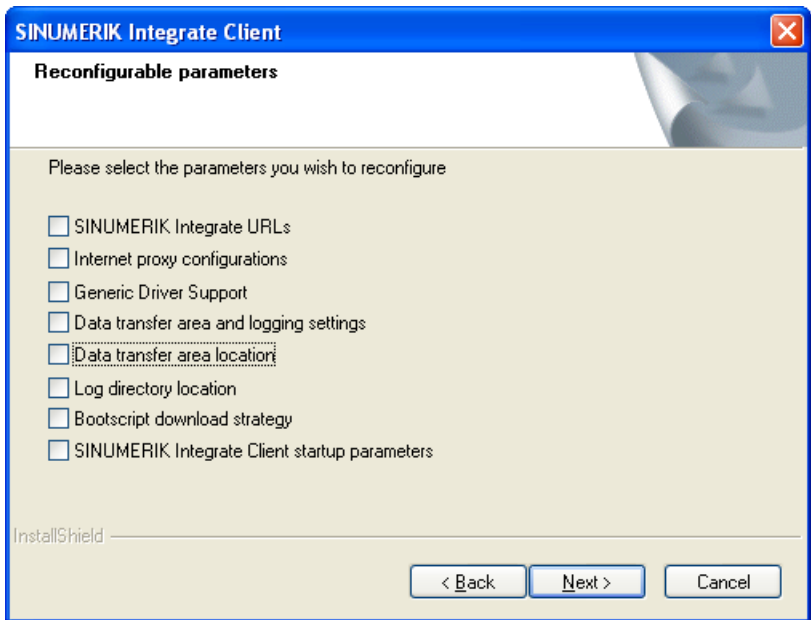 SINUMERIK Integrate Client
Reconfigurable parameters
Please select the parameters you wish to reconfigure
SINUMERIK Integrate URLs
Internet proxy configurations
Generic Driver Support
Data transfer area and logging settings
Data transfer area location
Log directory location
Bootscript download strategy
SINUMERIK Integrate Client startup parameters
InstallShield
< Back Next > Cancel